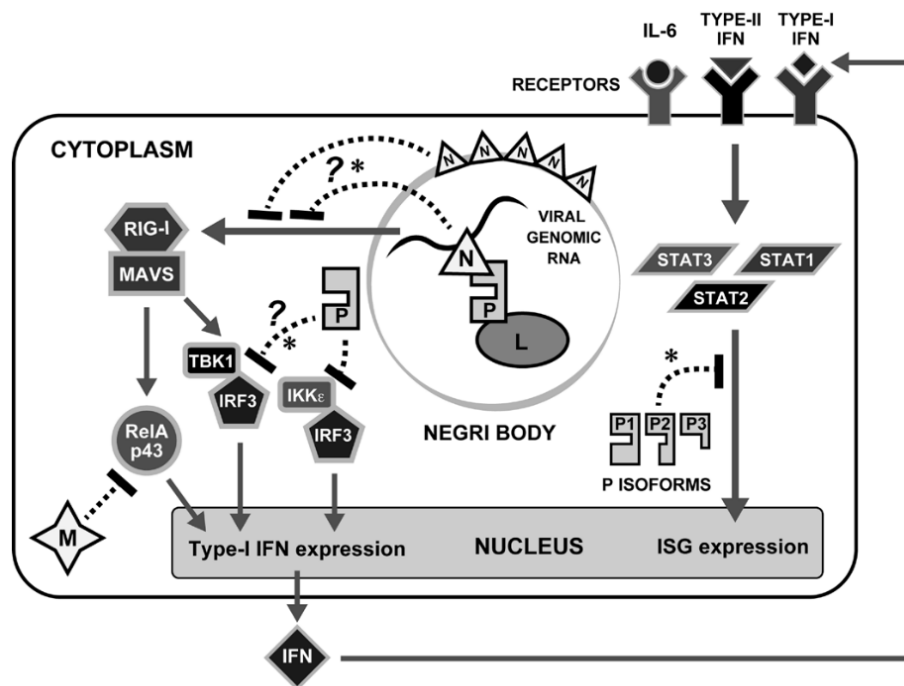 IL-6
TYPE-II
IFN
TYPE-I
IFN
RECEPTORS
CYTOPLASM
N
N
N
N
N
? *
VIRAL
GENOMIC
RNA
RIG-I
MAVS
N
P
L
P
?
*
TBK1
IRF3
IKKε
IRF3
STAT3
STAT1
STAT2
*
RelA
p43
NEGRI BODY
P1
P2
P3
P ISOFORMS
M
Type-I IFN expression
NUCLEUS
ISG expression
IFN